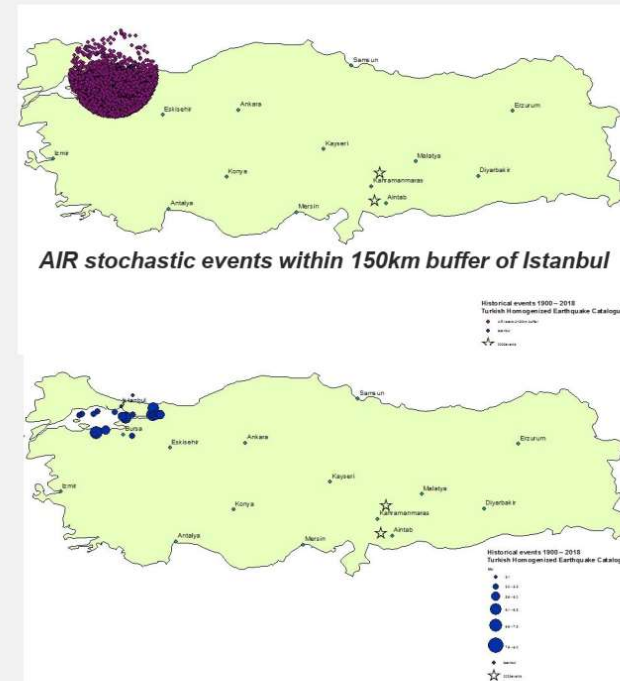 Samsun
Eskisehir
Ankara
Erzurum
Izmir
Konya
Kayseri
Malatya
Diyarbakir
Kahramanmaras
Aintab
Antalya
Mersin
AIR stochastic events within 150km buffer of Istanbul
Historical events 1900 – 2018
Turkish Homogenized Earthquake Catalogu
Istanbul
Samsun
Bursa
Eskisehir
Ankara
Erzurum
Izmir
Konya
Kayseri
Malatya
Diyarbakir
Kahramanmaras
Aintab
Antalya
Mersin
Historical events 1900 – 2018
Turkish Homogenized Earthquake Catalogu